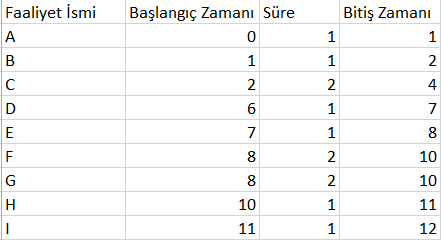 Faaliyet İsmi Başlangıç Zamanı Süre Bitiş Zamanı
A 0 1 1
B 1 1 2
C 2 2 4
D 6 1 7
E 7 1 8
F 8 2 10
G 8 2 10
H 10 1 11
I 11 1 12